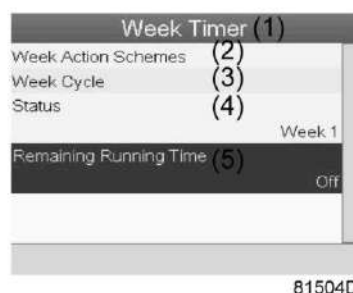 Week Timer (1)
Week Action Schemes (2)
Week Cycle (3)
Status (4)
Week 1
Remaining Running Time (5)
Off
81504D